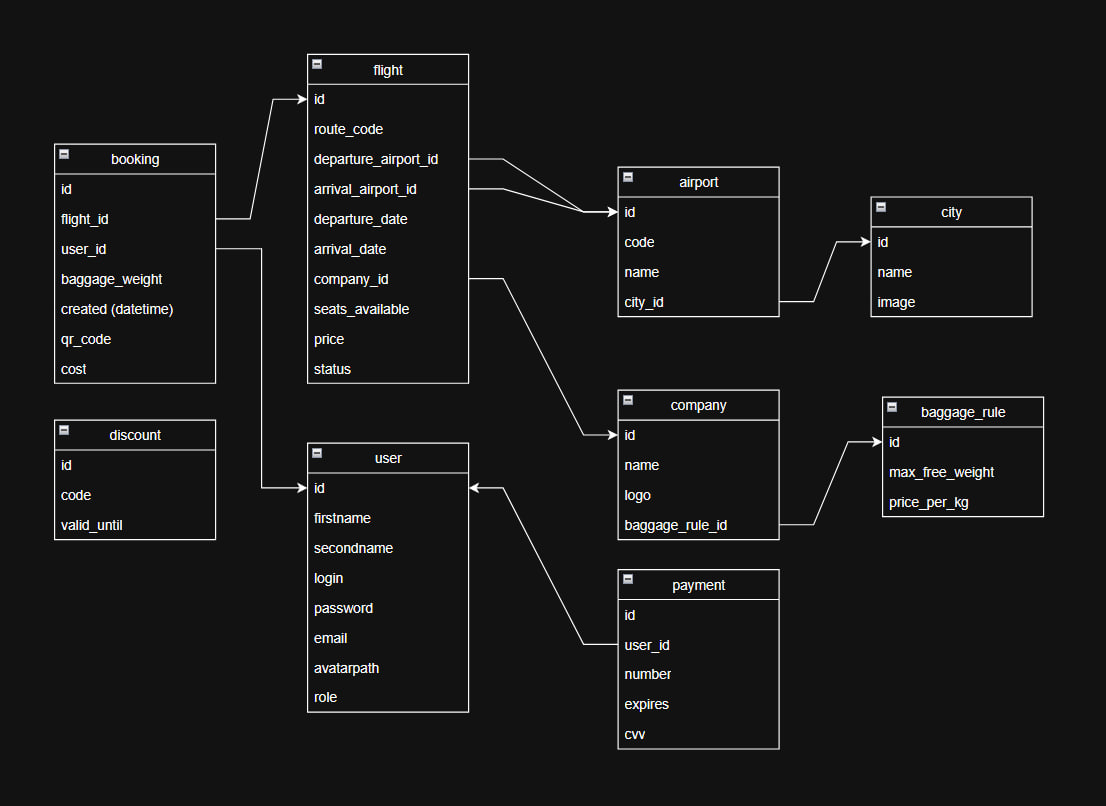 flight
id
route_code
departure_airport_id
arrival_airport_id
departure_date
arrival_date
company_id
seats_available
price
status
booking
id
flight_id
user_id
baggage_weight
created (datetime)
qr_code
cost
airport
id
code
name
city_id
city
id
name
image
company
id
name
logo
baggage_rule_id
baggage_rule
id
max_free_weight
price_per_kg
discount
id
code
valid_until
user
id
firstname
secondname
login
password
email
avatarpath
role
payment
id
user_id
number
expires
cvv